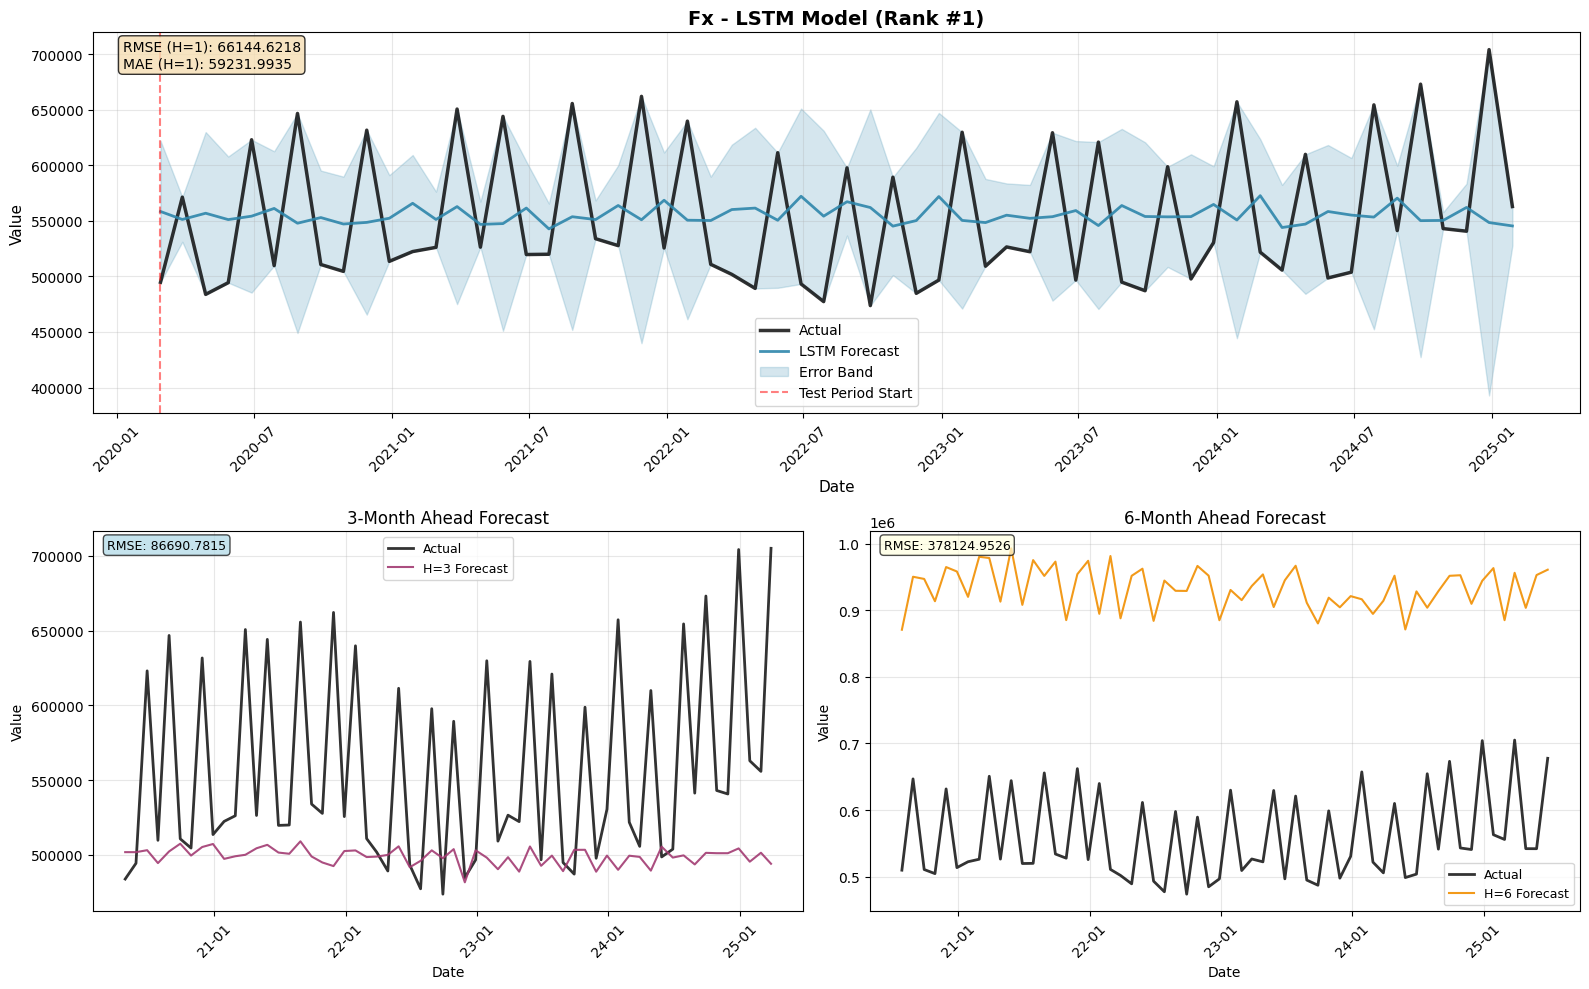 Fx - LSTM Model (Rank #1)
RMSE (H=1): 66144.6218
MAE (H=1): 59231.9935
Value
700000
650000
600000
550000
500000
450000
400000
Actual
LSTM Forecast
Error Band
Test Period Start
2020-01
2020-07
2021-01
2021-07
2022-01
2022-07
2023-01
2023-07
2024-01
2024-07
2025-01
Date
3-Month Ahead Forecast
RMSE: 86690.7815
Actual
H=3 Forecast
Value
700000
650000
600000
550000
500000
21-01
22-01
23-01
24-01
25-01
Date
6-Month Ahead Forecast
1e6
RMSE: 378124.9526
Value
1.0
0.9
0.8
0.7
0.6
0.5
Actual
H=6 Forecast
21-01
22-01
23-01
24-01
25-01
Date